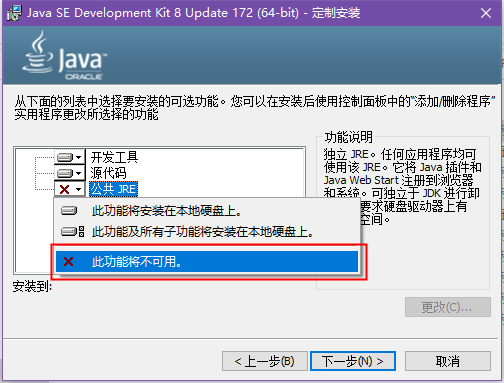 Java SE Development Kit 8 Update 172 (64-bit) - 定制安装
Java
ORACLE
从下面的列表中选择要安装的可选功能。您可以在安装后使用控制面板中的“添加/删除程序”
实用程序更改所选择的功能
开发工具
源代码
公共 JRE
此功能将安装在本地硬盘上。
此功能及所有子功能将安装在本地硬盘上。
此功能将不可用。
功能说明
独立 JRE。任何应用程序均可
使用该 JRE。它将 Java 插件和
Java Web Start 注册到浏览器
和系统。可独立于 JDK 进行卸
要求硬盘驱动器上有
空间。
安装到:
更改(C)...
< 上一步(B)
下一步(N) >
取消